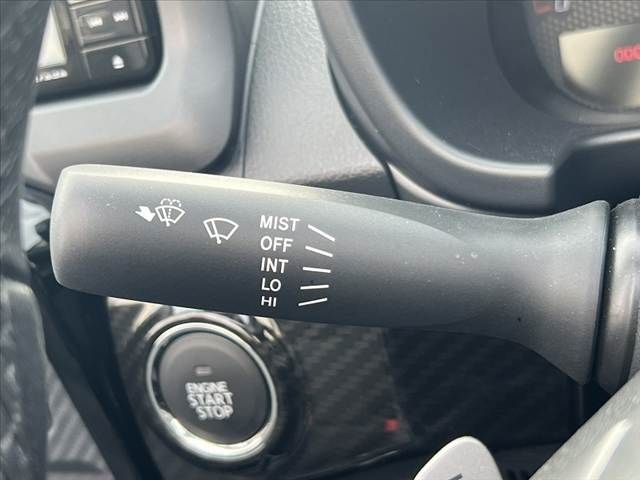 MIST
OFF
INT
LO
HI
ENGINE
START
STOP